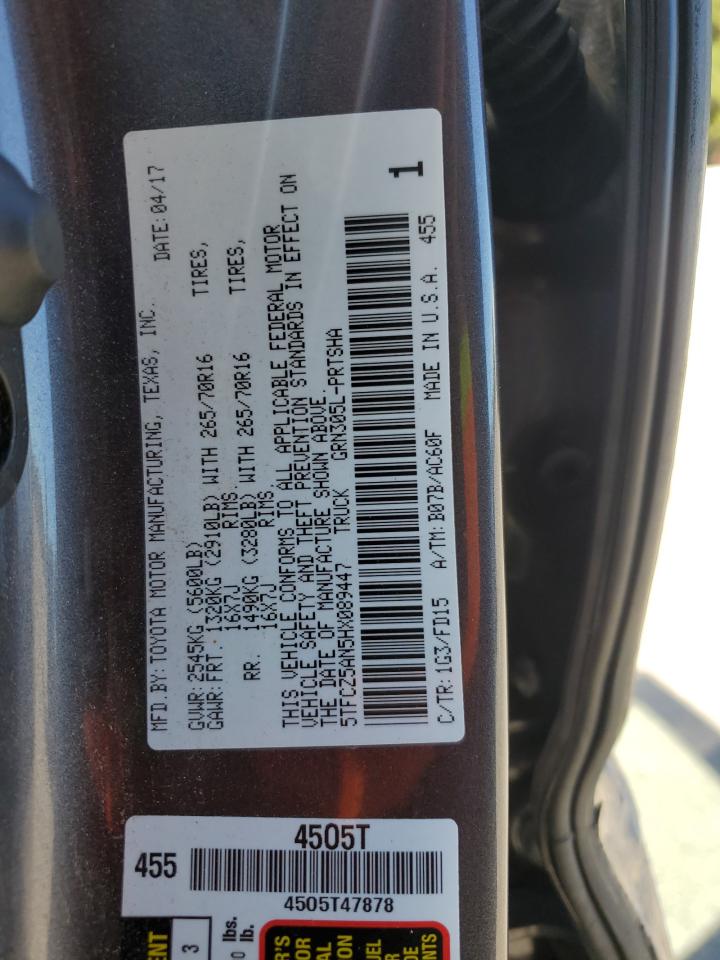 MFD.BY:TOYOTA MOTOR MANUFACTURING, TEXAS, INC. DATE:04/17
GVWR:2545KG (5600LB)
GAWR:FRT. 1320KG (2910LB) WITH 265/70R16 TIRES,
16X7J RIMS
RR. 1490KG (3280LB) WITH 265/70R16 TIRES,
16X7J RIMS
THIS VEHICLE CONFORMS TO ALL APPLICABLE FEDERAL MOTOR
VEHICLE SAFETY AND THEFT PREVENTION STANDARDS IN EFFECT ON
THE DATE OF MANUFACTURE SHOWN ABOVE.
5TFCZ5AN5HX089447 TRUCK GRN305L-PRTSHA
1
C/TR:1G3/FD15 A/TM:B07B/AC60F MADE IN U.S.A. 455
4505T
455
4505T47878
3
lbs.
0 lb.